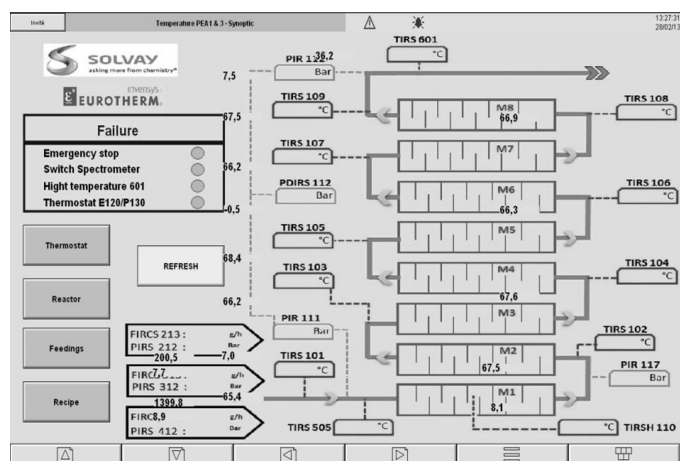 Invité
Temperature PEA1 & 3 - Synoptic
13:27:31
28/02/13
SOLVAY
asking more from chemistry®
invensys
EUROTHERM
Failure
Emergency stop
Switch Spectrometer
Hight temperature 601
Thermostat E120/P130
Thermostat
Reactor
Feedings
Recipe
REFRESH
FIRCS 213 : g/h
PIRS 212 : Bar
200,5
7,0
7,7
g/h
PIRS 312 : Bar
1399,8
65,4
8,9
g/h
PIRS 412 : Bar
7,5
67,5
66,2
-0,5
68,4
66,2
PIR
36,2
Bar
TIRS 601
°C
TIRS 109
°C
TIRS 107
°C
PDIRS 112
Bar
TIRS 105
°C
TIRS 103
°C
PIR 111
Bar
TIRS 101
°C
TIRS 505
°C
M8
66,9
M7
M6
66,3
M5
M4
67,6
M3
M2
67,5
M1
8,1
TIRS 108
°C
TIRS 106
°C
TIRS 104
°C
TIRS 102
°C
PIR 117
Bar
°C
TIRSH 110